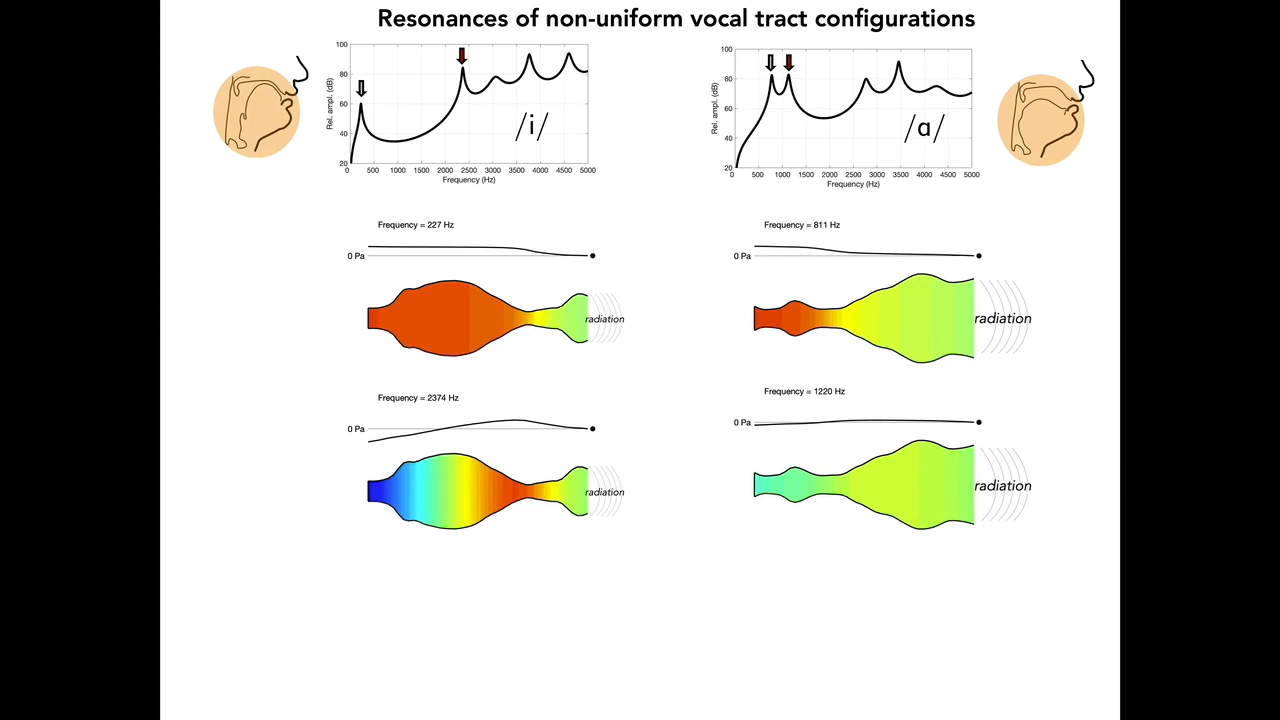 Resonances of non-uniform vocal tract configurations
100
80
60
40
20
Rel. ampl. (dB)
/i/
0 500 1000 1500 2000 2500 3000 3500 4000 4500 5000
Frequency (Hz)
100
80
60
40
20
Rel. ampl. (dB)
/ɑ/
0 500 1000 1500 2000 2500 3000 3500 4000 4500 5000
Frequency (Hz)
Frequency = 227 Hz
0 Pa
radiation
Frequency = 811 Hz
0 Pa
radiation
Frequency = 2374 Hz
0 Pa
radiation
Frequency = 1220 Hz
0 Pa
radiation